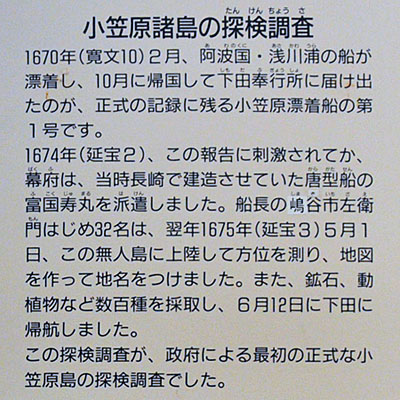 小笠原諸島の探検調査
1670年(寛文10)2月、阿波国・浅川浦の船が
漂着し、10月に帰国して下田奉行所に届け出
たのが、正式の記録に残る小笠原漂着船の第
1号です。
1674年(延宝2)、この報告に刺激されてか、
幕府は、当時長崎で建造させていた唐型船の
富国寿丸を派遣しました。船長の嶋谷市左衛
門はじめ32名は、翌年1675年(延宝3)5月1
日、この無人島に上陸して方位を測り、地図
を作って地名をつけました。また、鉱石、動
植物など数百種を採取し、6月12日に下田に
帰航しました。
この探検調査が、政府による最初の正式な小
笠原島の探検調査でした。